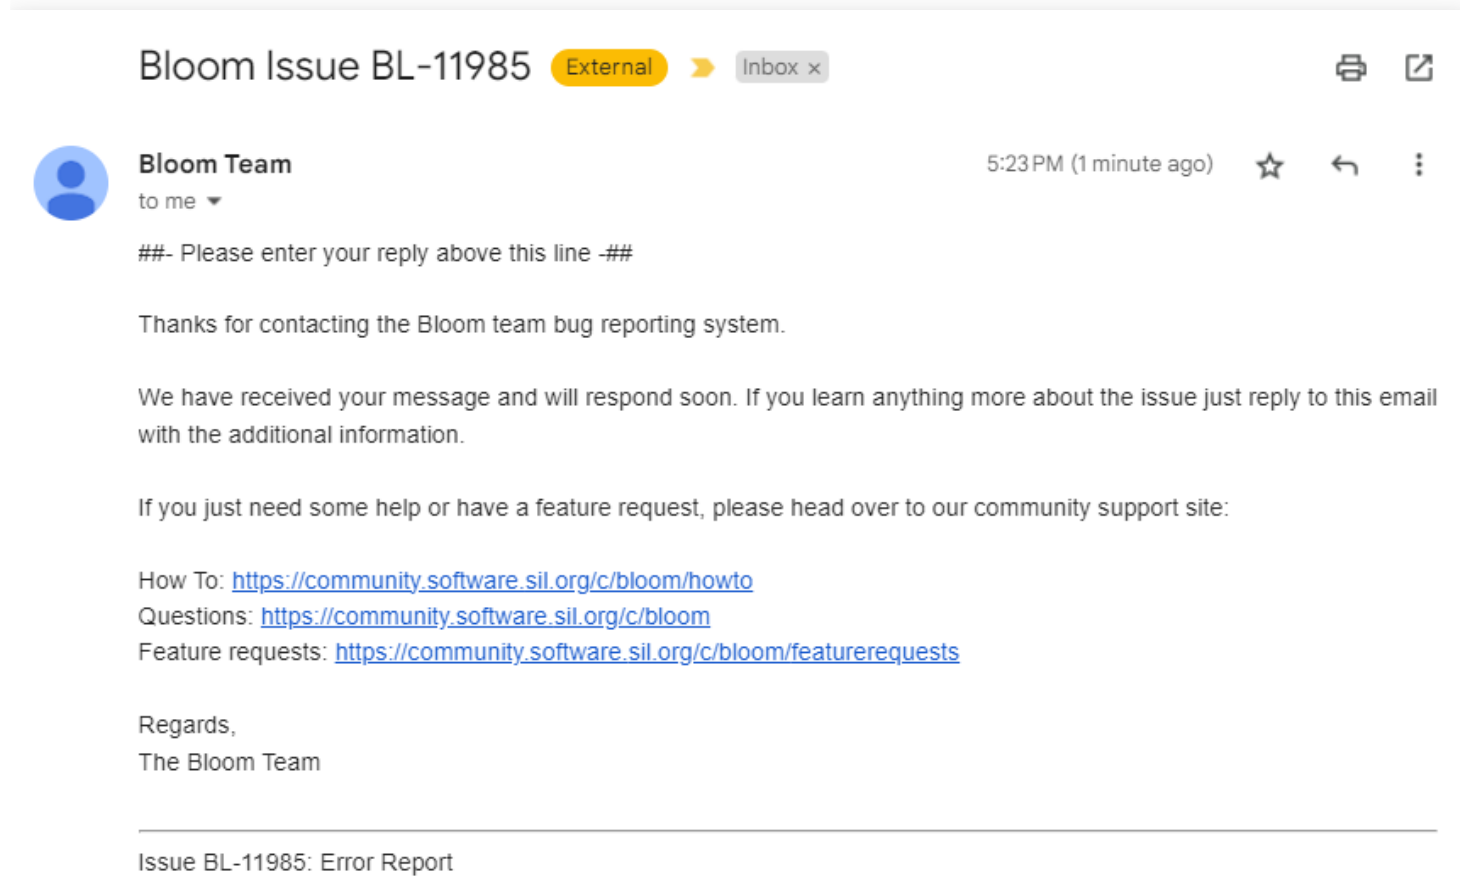 Bloom Issue BL-11985 External Inbox ×
Bloom Team 5:23 PM (1 minute ago)
to me
##- Please enter your reply above this line -##
Thanks for contacting the Bloom team bug reporting system.
We have received your message and will respond soon. If you learn anything more about the issue just reply to this email
with the additional information.
If you just need some help or have a feature request, please head over to our community support site:
How To: https://community.software.sil.org/c/bloom/howto
Questions: https://community.software.sil.org/c/bloom
Feature requests: https://community.software.sil.org/c/bloom/featurerequests
Regards,
The Bloom Team
Issue BL-11985: Error Report